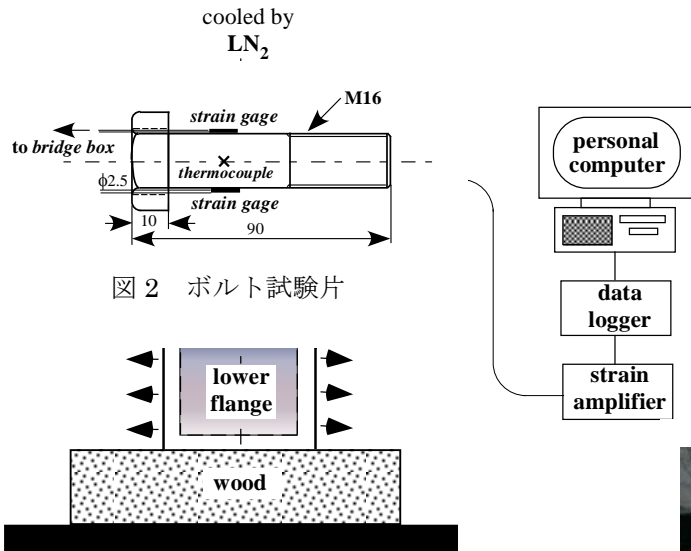 cooled by
LN2
M16
strain gage
to bridge box
thermocouple
ϕ2.5
strain gage
10
90
図 2 ボルト試験片
lower
flange
wood
personal
computer
data
logger
strain
amplifier